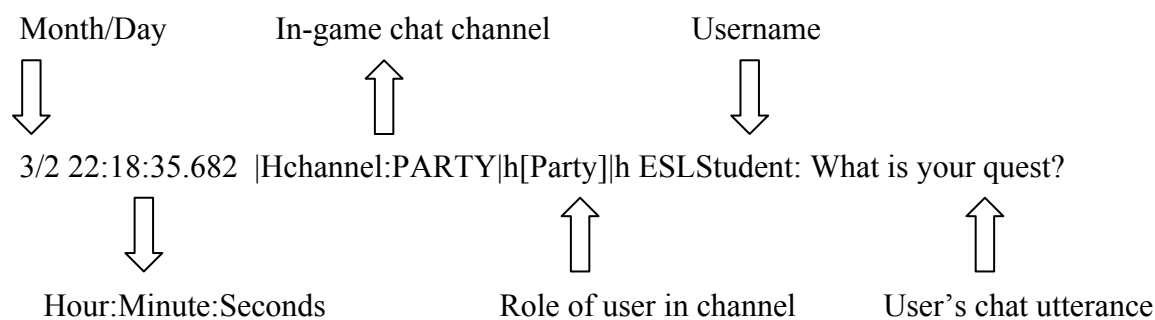 Month/Day In-game chat channel Username
3/2 22:18:35.682 |Hchannel:PARTY|h[Party]|h ESLStudent: What is your quest?
Hour:Minute:Seconds Role of user in channel User’s chat utterance